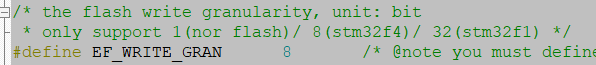 /* the flash write granularity, unit: bit
 * only support 1(nor flash)/ 8(stm32f4)/ 32(stm32f1) */
#define EF_WRITE_GRAN        8        /* @note you must define